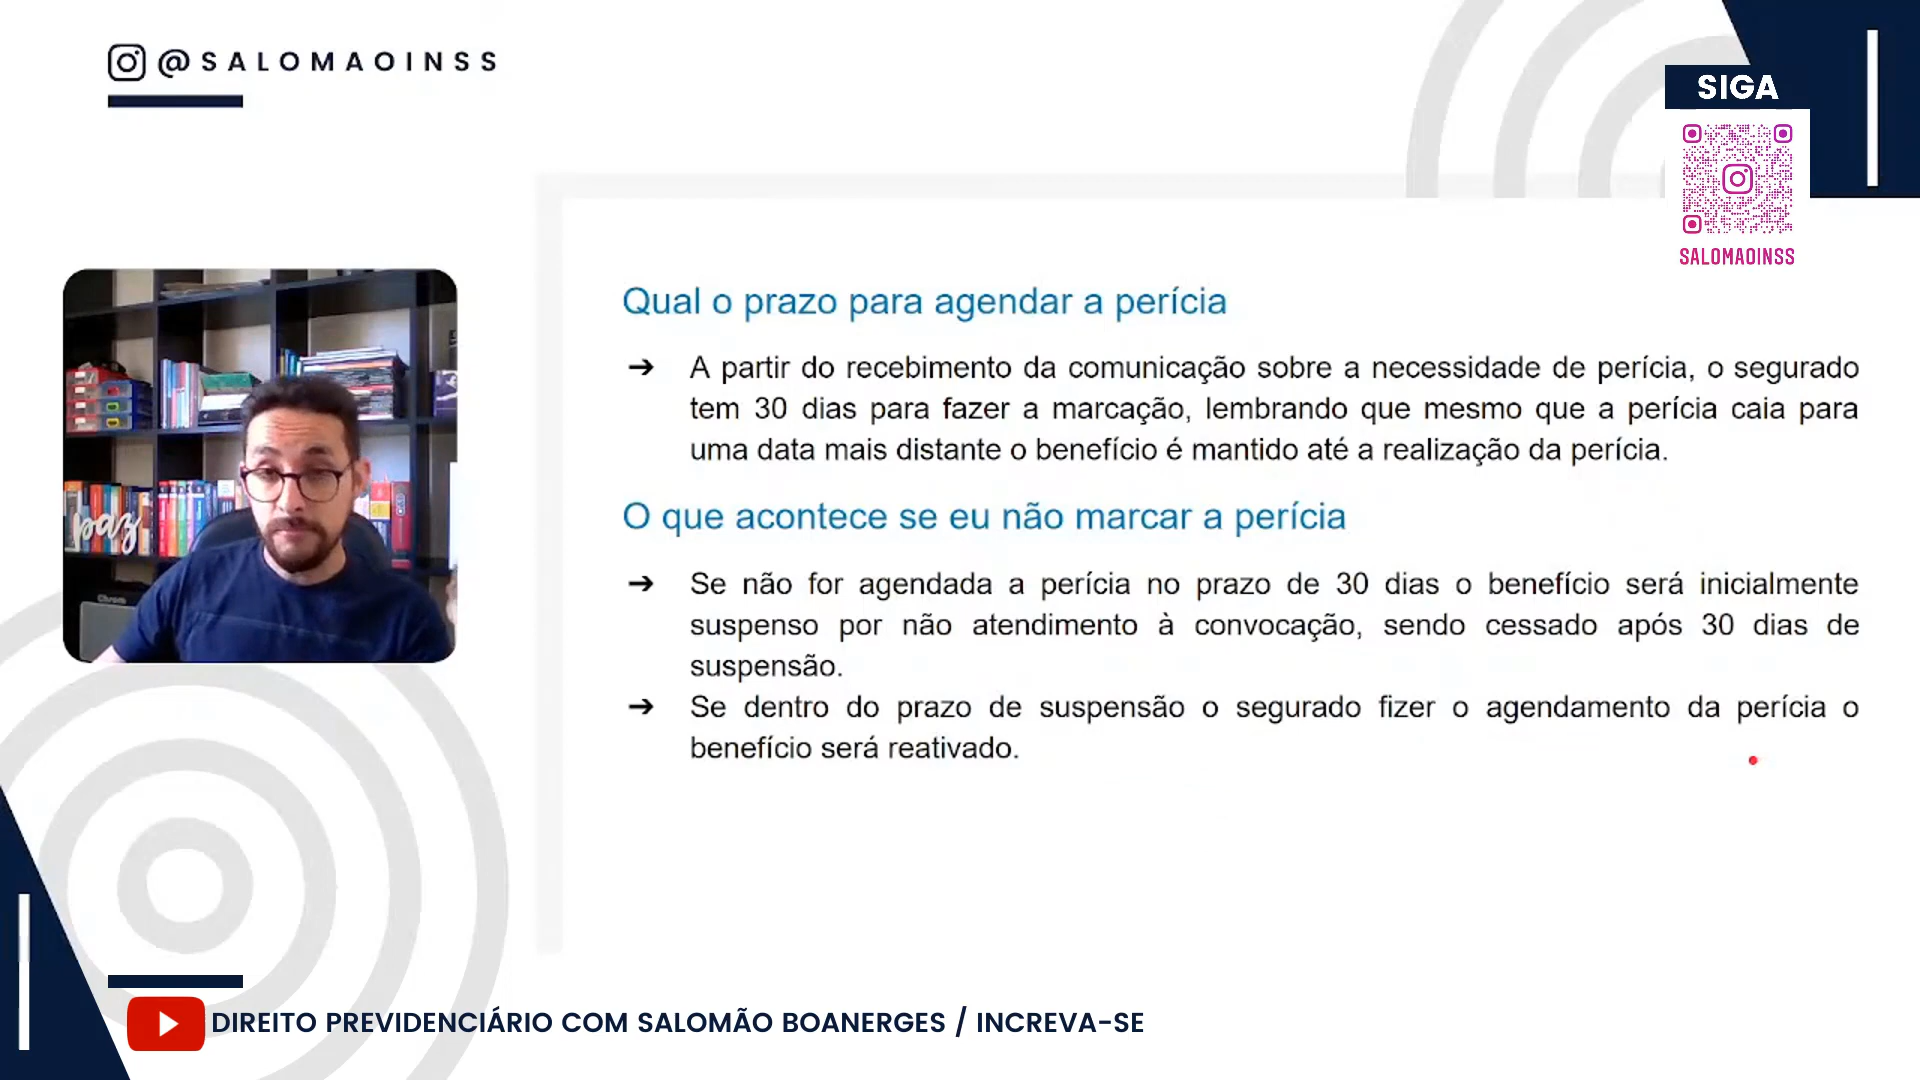 @SALOMAOINSS
SIGA
SALOMAOINSS
Qual o prazo para agendar a perícia
➔ A partir do recebimento da comunicação sobre a necessidade de perícia, o segurado
tem 30 dias para fazer a marcação, lembrando que mesmo que a perícia caia para
uma data mais distante o benefício é mantido até a realização da perícia.
O que acontece se eu não marcar a perícia
➔ Se não for agendada a perícia no prazo de 30 dias o benefício será inicialmente
suspenso por não atendimento à convocação, sendo cessado após 30 dias de
suspensão.
➔ Se dentro do prazo de suspensão o segurado fizer o agendamento da perícia o
benefício será reativado.
paz
DIREITO PREVIDENCIÁRIO COM SALOMÃO BOANERGES / INCREVA-SE